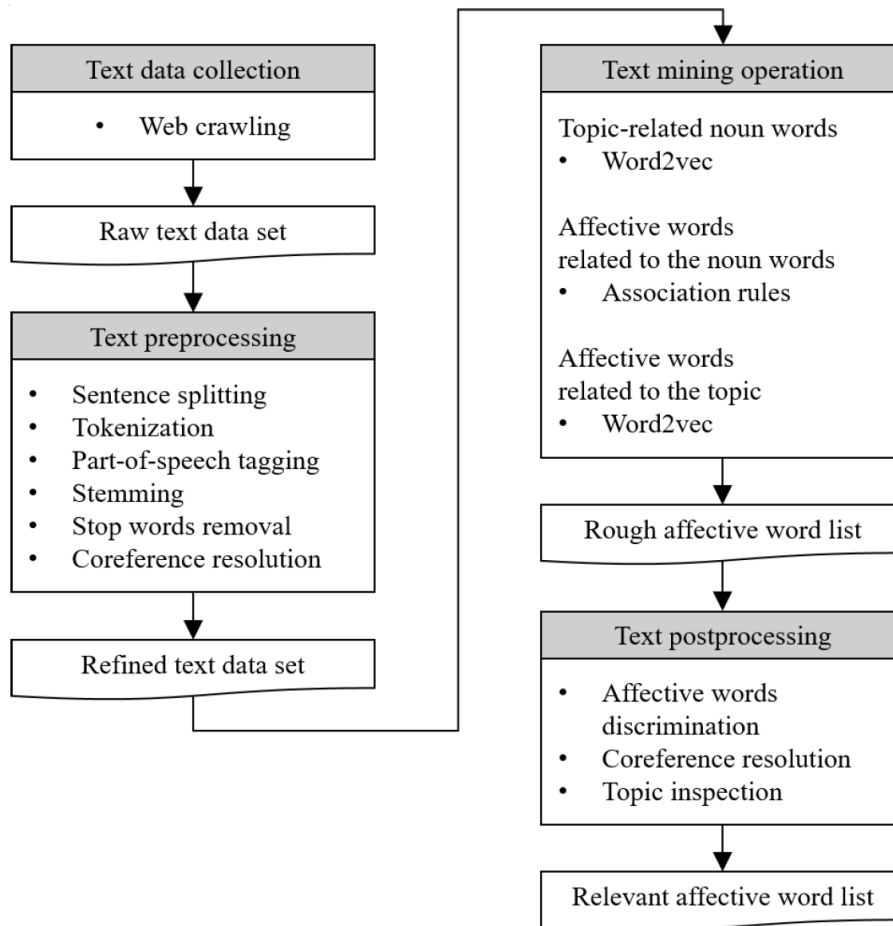 Text data collection
• Web crawling
Raw text data set
Text preprocessing
• Sentence splitting
• Tokenization
• Part-of-speech tagging
• Stemming
• Stop words removal
• Coreference resolution
Refined text data set
Text mining operation
Topic-related noun words
• Word2vec
Affective words
related to the noun words
• Association rules
Affective words
related to the topic
• Word2vec
Rough affective word list
Text postprocessing
• Affective words
discrimination
• Coreference resolution
• Topic inspection
Relevant affective word list